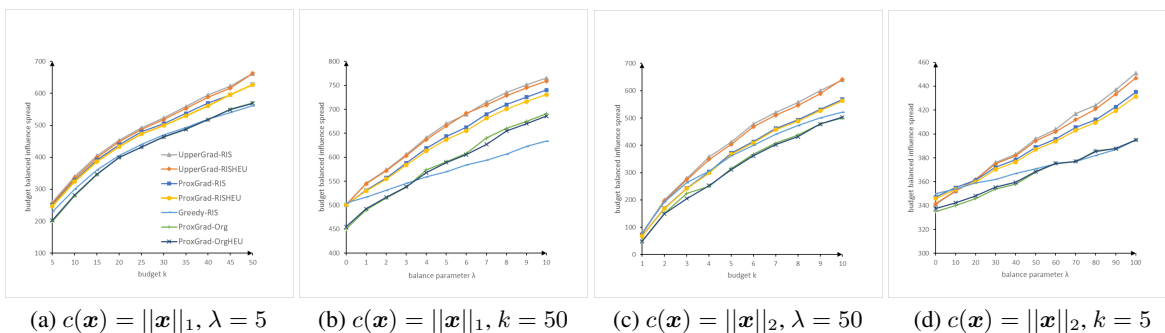 budget balanced influence spread
700
600
500
400
300
200
100
5 10 15 20 25 30 35 40 45 50
budget k
UpperGrad-RIS
UpperGrad-RISHEU
ProxGrad-RIS
ProxGrad-RISHEU
Greedy-RIS
ProxGrad-Org
ProxGrad-OrgHEU
(a) c(x) = ||x||₁, λ = 5
budget balanced influence spread
800
750
700
650
600
550
500
450
400
0 1 2 3 4 5 6 7 8 9 10
balance parameter λ
(b) c(x) = ||x||₁, k = 50
budget balanced influence spread
700
600
500
400
300
200
100
0
1 2 3 4 5 6 7 8 9 10
budget k
(c) c(x) = ||x||₂, λ = 50
budget balanced influence spread
460
440
420
400
380
360
340
320
300
0 10 20 30 40 50 60 70 80 90 100
balance parameter λ
(d) c(x) = ||x||₂, k = 5